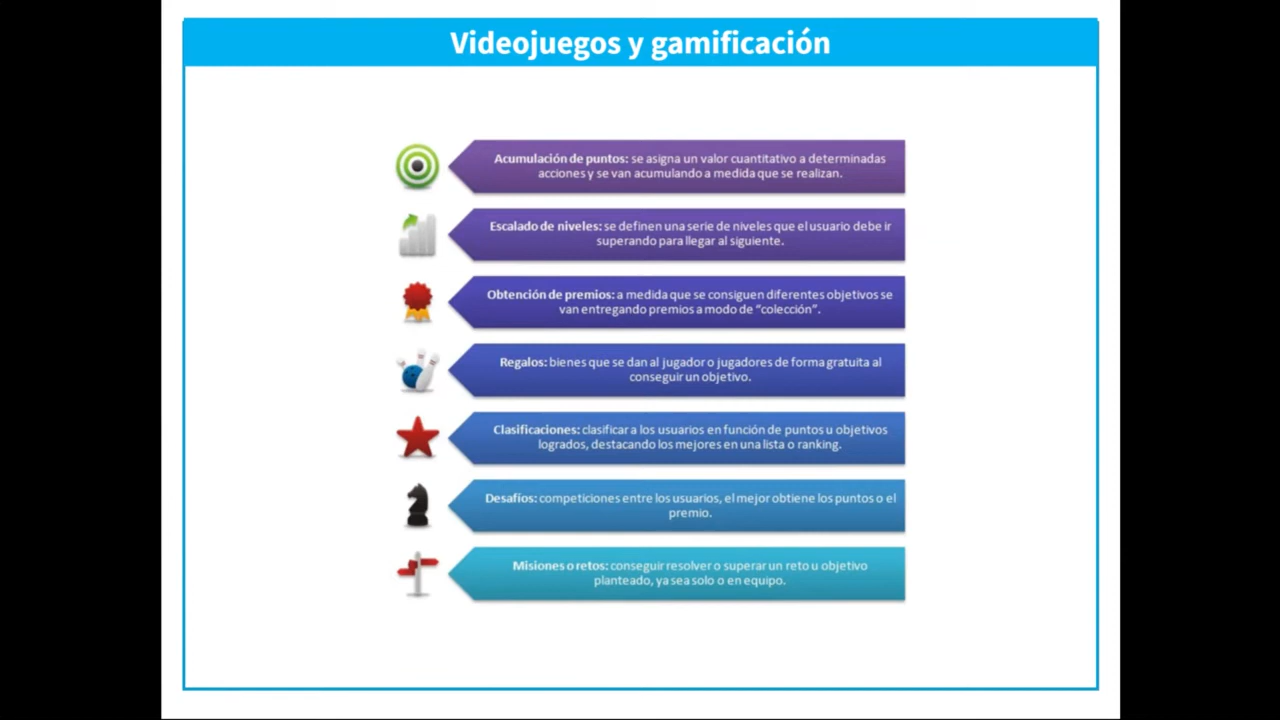 Videojuegos y gamificación
Acumulación de puntos: se asigna un valor cuantitativo a determinadas
acciones y se van acumulando a medida que se realizan.
Escalado de niveles: se definen una serie de niveles que el usuario debe ir
superando para llegar al siguiente.
Obtención de premios: a medida que se consiguen diferentes objetivos se
van entregando premios a modo de “colección”.
Regalos: bienes que se dan al jugador o jugadores de forma gratuita al
conseguir un objetivo.
Clasificaciones: clasificar a los usuarios en función de puntos u objetivos
logrados, destacando los mejores en una lista o ranking.
Desafíos: competiciones entre los usuarios, el mejor obtiene los puntos o el
premio.
Misiones o retos: conseguir resolver o superar un reto u objetivo
planteado, ya sea solo o en equipo.